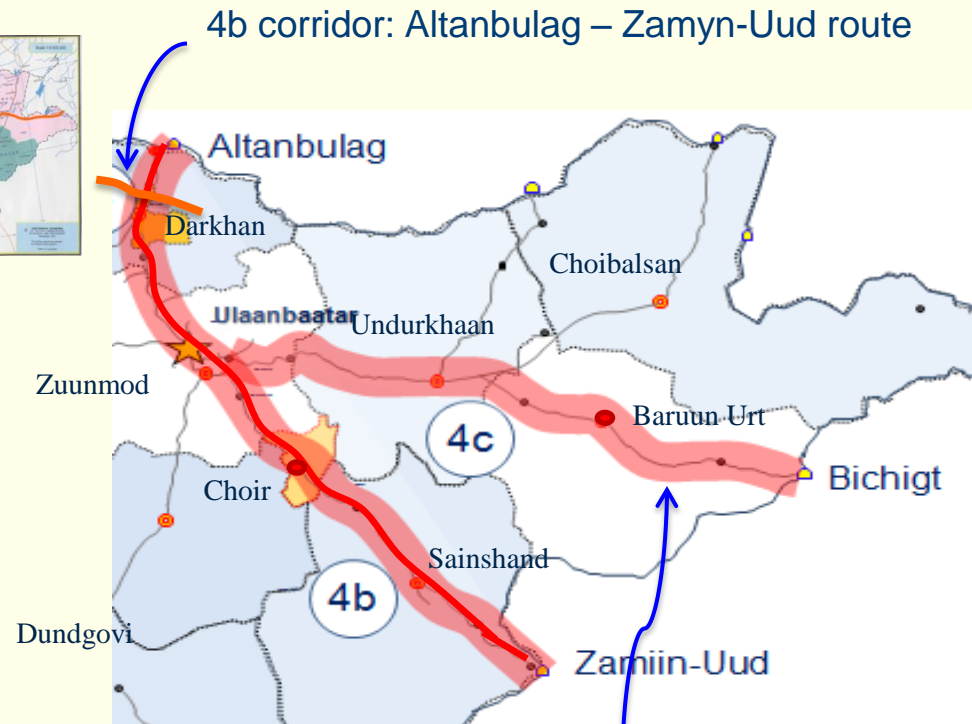 4b corridor: Altanbulag – Zamyn-Uud route
Altanbulag
Darkhan
Choibalsan
Ulaanbaatar
Undurkhaan
Zuunmod
Baruun Urt
4c
Bichigt
Choir
Sainshand
4b
Dundgovi
Zamiin-Uud